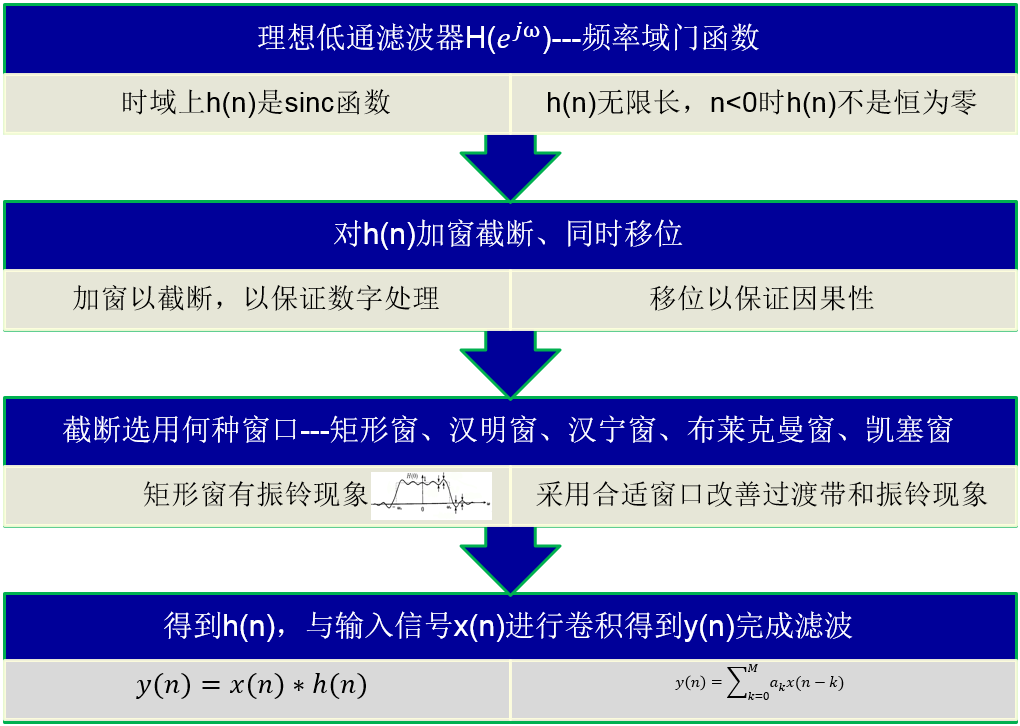 理想低通滤波器H(e^{jω})---频率域门函数
时域上h(n)是sinc函数
h(n)无限长，n<0时h(n)不是恒为零
对h(n)加窗截断、同时移位
加窗以截断，以保证数字处理
移位以保证因果性
截断选用何种窗口---矩形窗、汉明窗、汉宁窗、布莱克曼窗、凯塞窗
矩形窗有振铃现象
采用合适窗口改善过渡带和振铃现象
得到h(n)，与输入信号x(n)进行卷积得到y(n)完成滤波
y(n) = x(n) ∗ h(n)
y(n) = ∑_{k=0}^{M} a_k x(n − k)